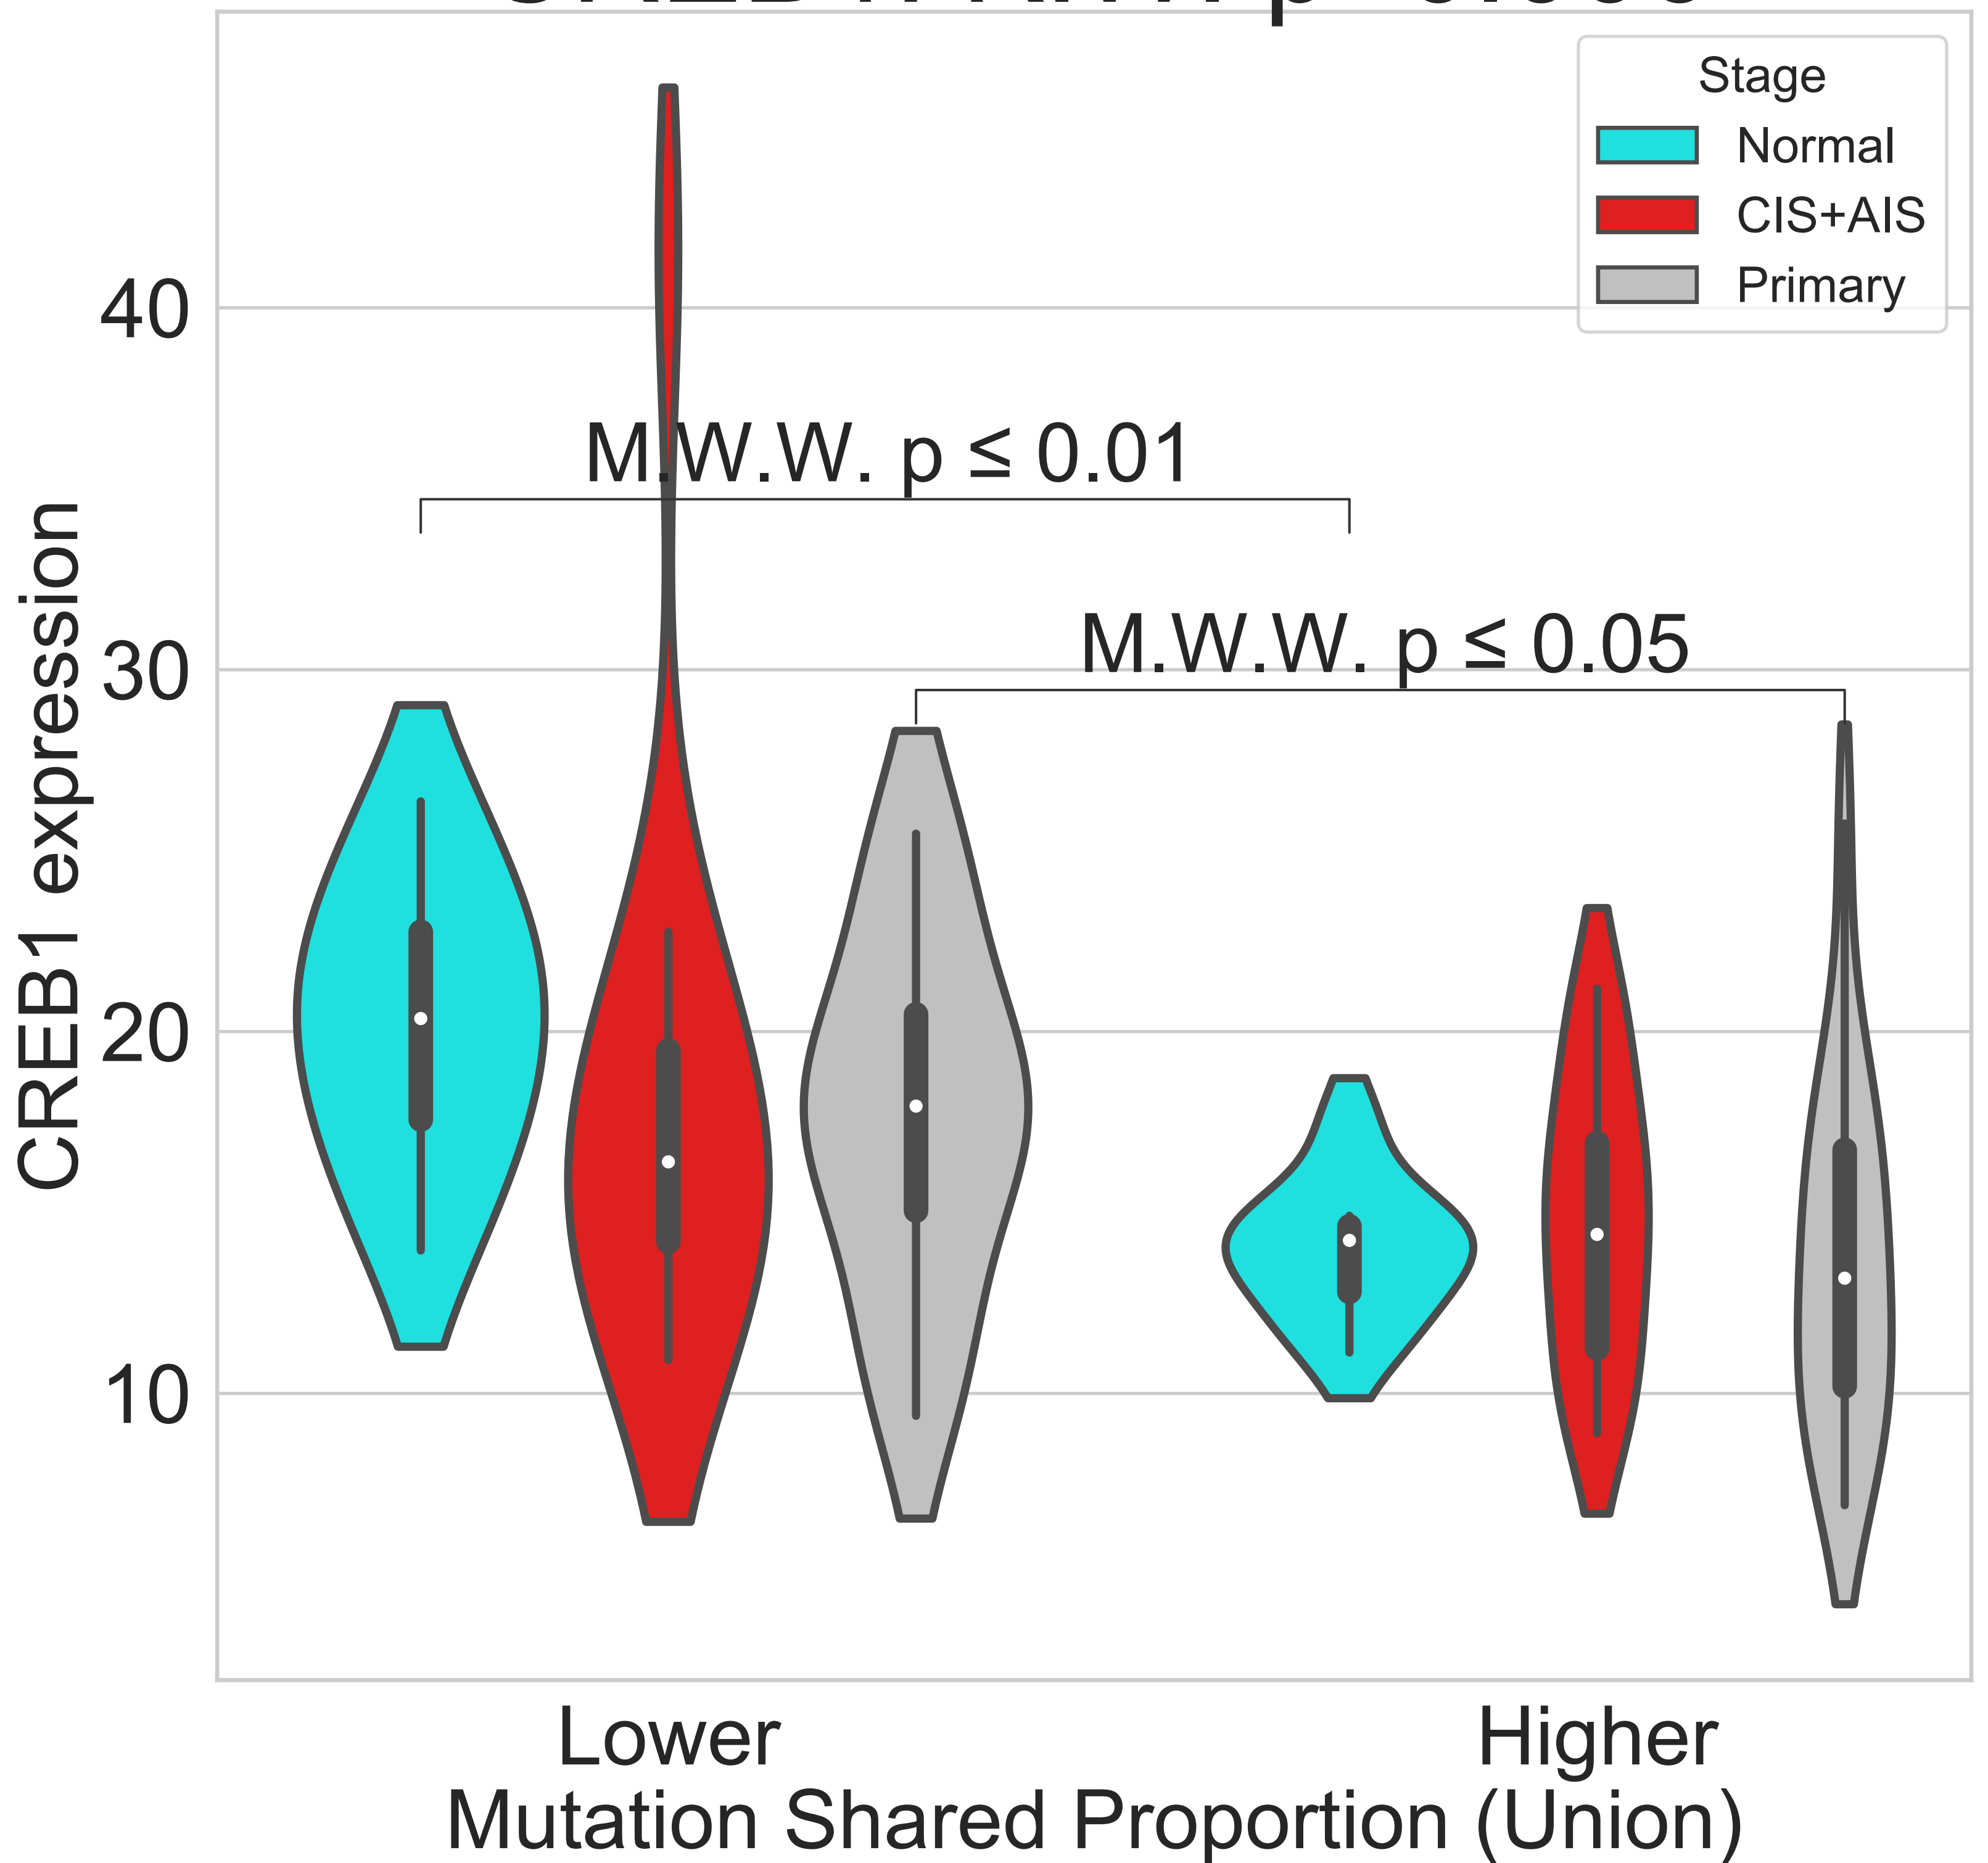 Stage
Normal
CIS+AIS
Primary
40
30
20
10
CREB1 expression
M.W.W. p ≤ 0.01
M.W.W. p ≤ 0.05
Lower
Higher
Mutation Shared Proportion (Union)